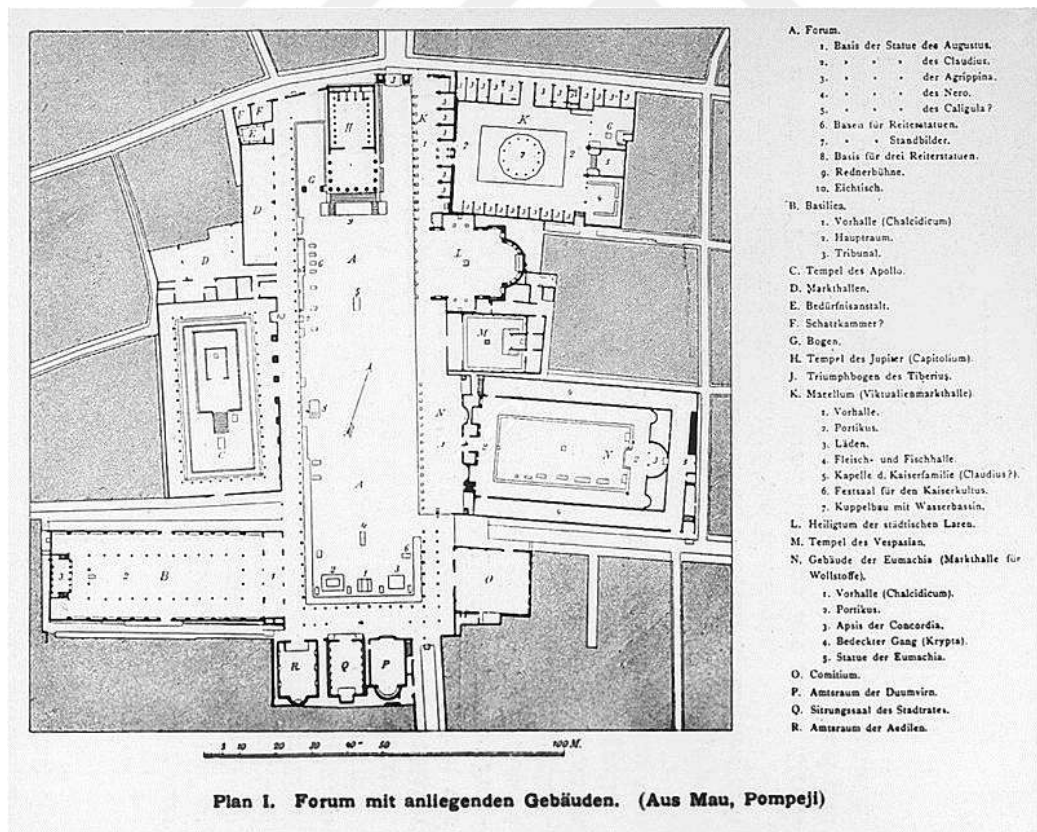 A. Forum.
1. Basis der Statue des Augustus.
2. " " " des Claudius.
3. " " " der Agrippina.
4. " " " des Nero.
5. " " " des Caligula?
6. Basen für Reiterstatuen.
7. " " Standbilder.
8. Basis für drei Reiterstatuen.
9. Rednerbühne.
10. Eichtisch.
B. Basilica.
1. Vorhalle (Chalcidicum)
2. Hauptraum.
3. Tribunal.
C. Tempel des Apollo.
D. Markthallen.
E. Bedürfnisanstalt.
F. Schatzkammer?
G. Bogen.
H. Tempel des Jupiter (Capitolium).
J. Triumphbogen des Tiberius.
K. Macellum (Viktualienmarkthalle)
1. Vorhalle.
2. Portikus.
3. Läden.
4. Fleisch- und Fischhalle.
5. Kapelle d. Kaiserfamilie (Claudius?).
6. Festsaal für den Kaiserkultus.
7. Kuppelbau mit Wasserbassin.
L. Heiligtum der städtischen Laren.
M. Tempel des Vespasian.
N. Gebäude der Eumachia (Markthalle für
Wollstoffe).
1. Vorhalle (Chalcidicum).
2. Portikus.
3. Apsis der Concordia.
4. Bedeckter Gang (Krypta).
5. Statue der Eumachia.
O. Comitium.
P. Amtsraum der Duumvirn.
Q. Sitzungssaal des Stadtrates.
R. Amtsraum der Aedilen.
F F
E
H
K
K
G
D
D
A
L
M
C
N
N
A
B
O
R Q P
5 10 20 30 40 50 100 M.
Plan I. Forum mit anliegenden Gebäuden. (Aus Mau, Pompeji)